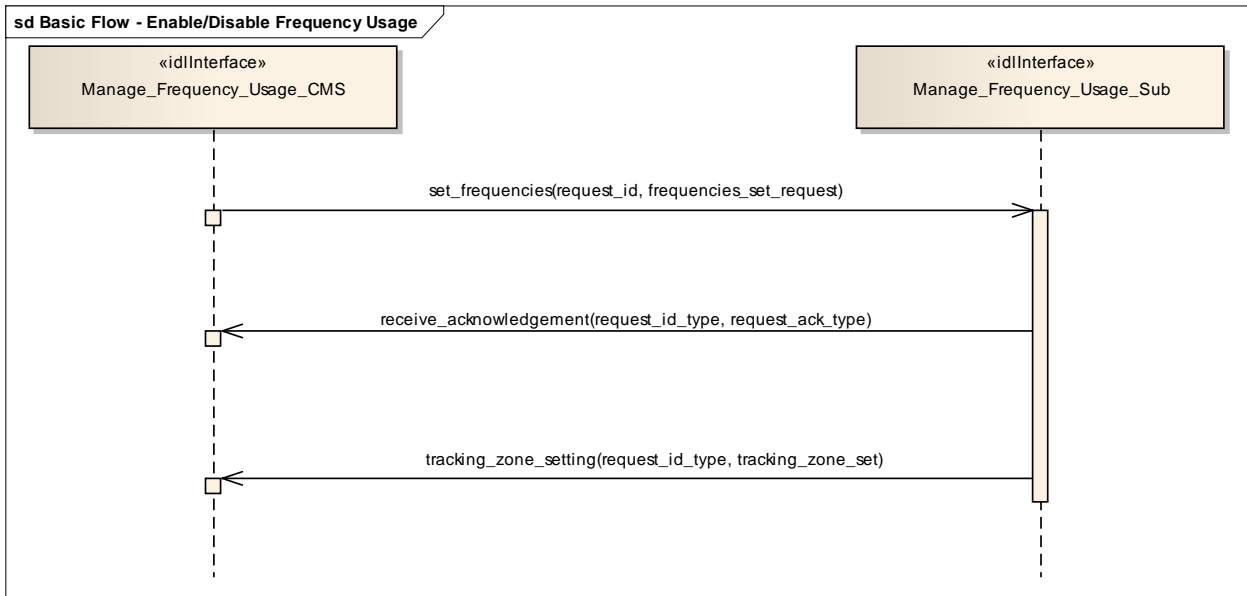 sd Basic Flow - Enable/Disable Frequency Usage
«idlInterface»
Manage_Frequency_Usage_CMS
«idlInterface»
Manage_Frequency_Usage_Sub
set_frequencies(request_id, frequencies_set_request)
receive_acknowledgement(request_id_type, request_ack_type)
tracking_zone_setting(request_id_type, tracking_zone_set)